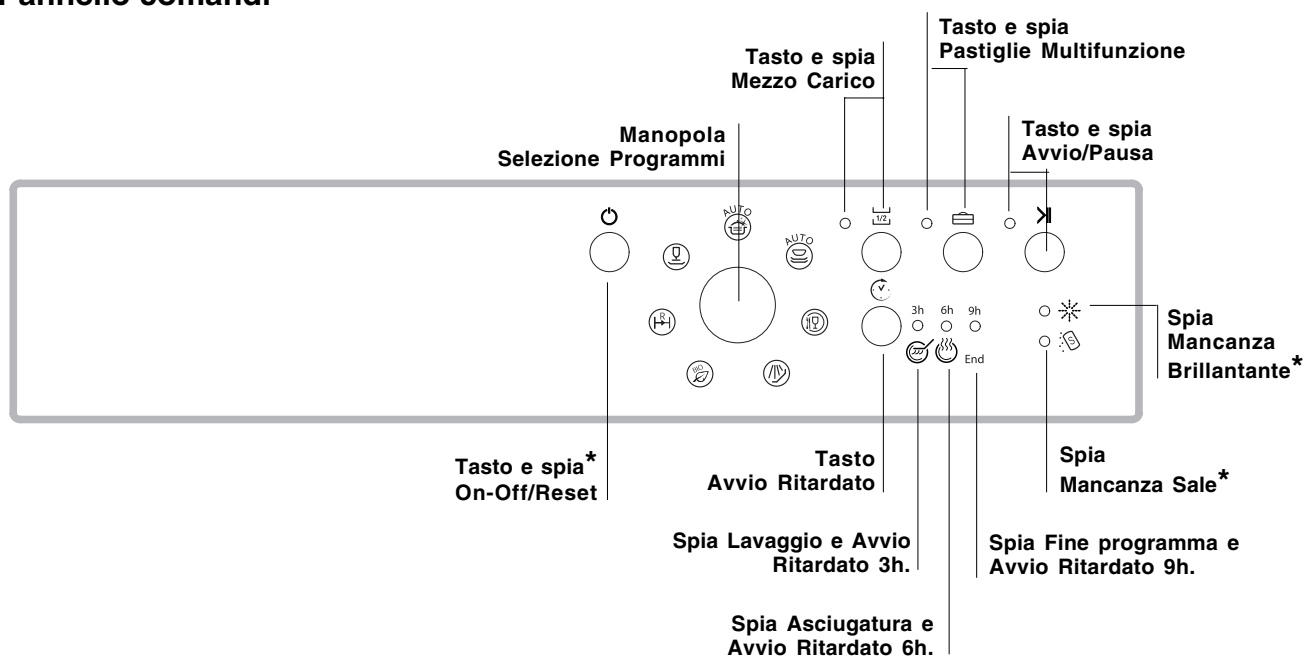 Pannello comandi
Tasto e spia
Pastiglie Multifunzione
Tasto e spia
Mezzo Carico
Tasto e spia
Avvio/Pausa
Manopola
Selezione Programmi
AUTO
AUTO
1/2
R
BIO
3h 6h 9h
End
S
Spia
Mancanza
Brillantante*
Tasto e spia*
On-Off/Reset
Tasto
Avvio Ritardato
Spia
Mancanza Sale*
Spia Lavaggio e Avvio
Ritardato 3h.
Spia Fine programma e
Avvio Ritardato 9h.
Spia Asciugatura e
Avvio Ritardato 6h.